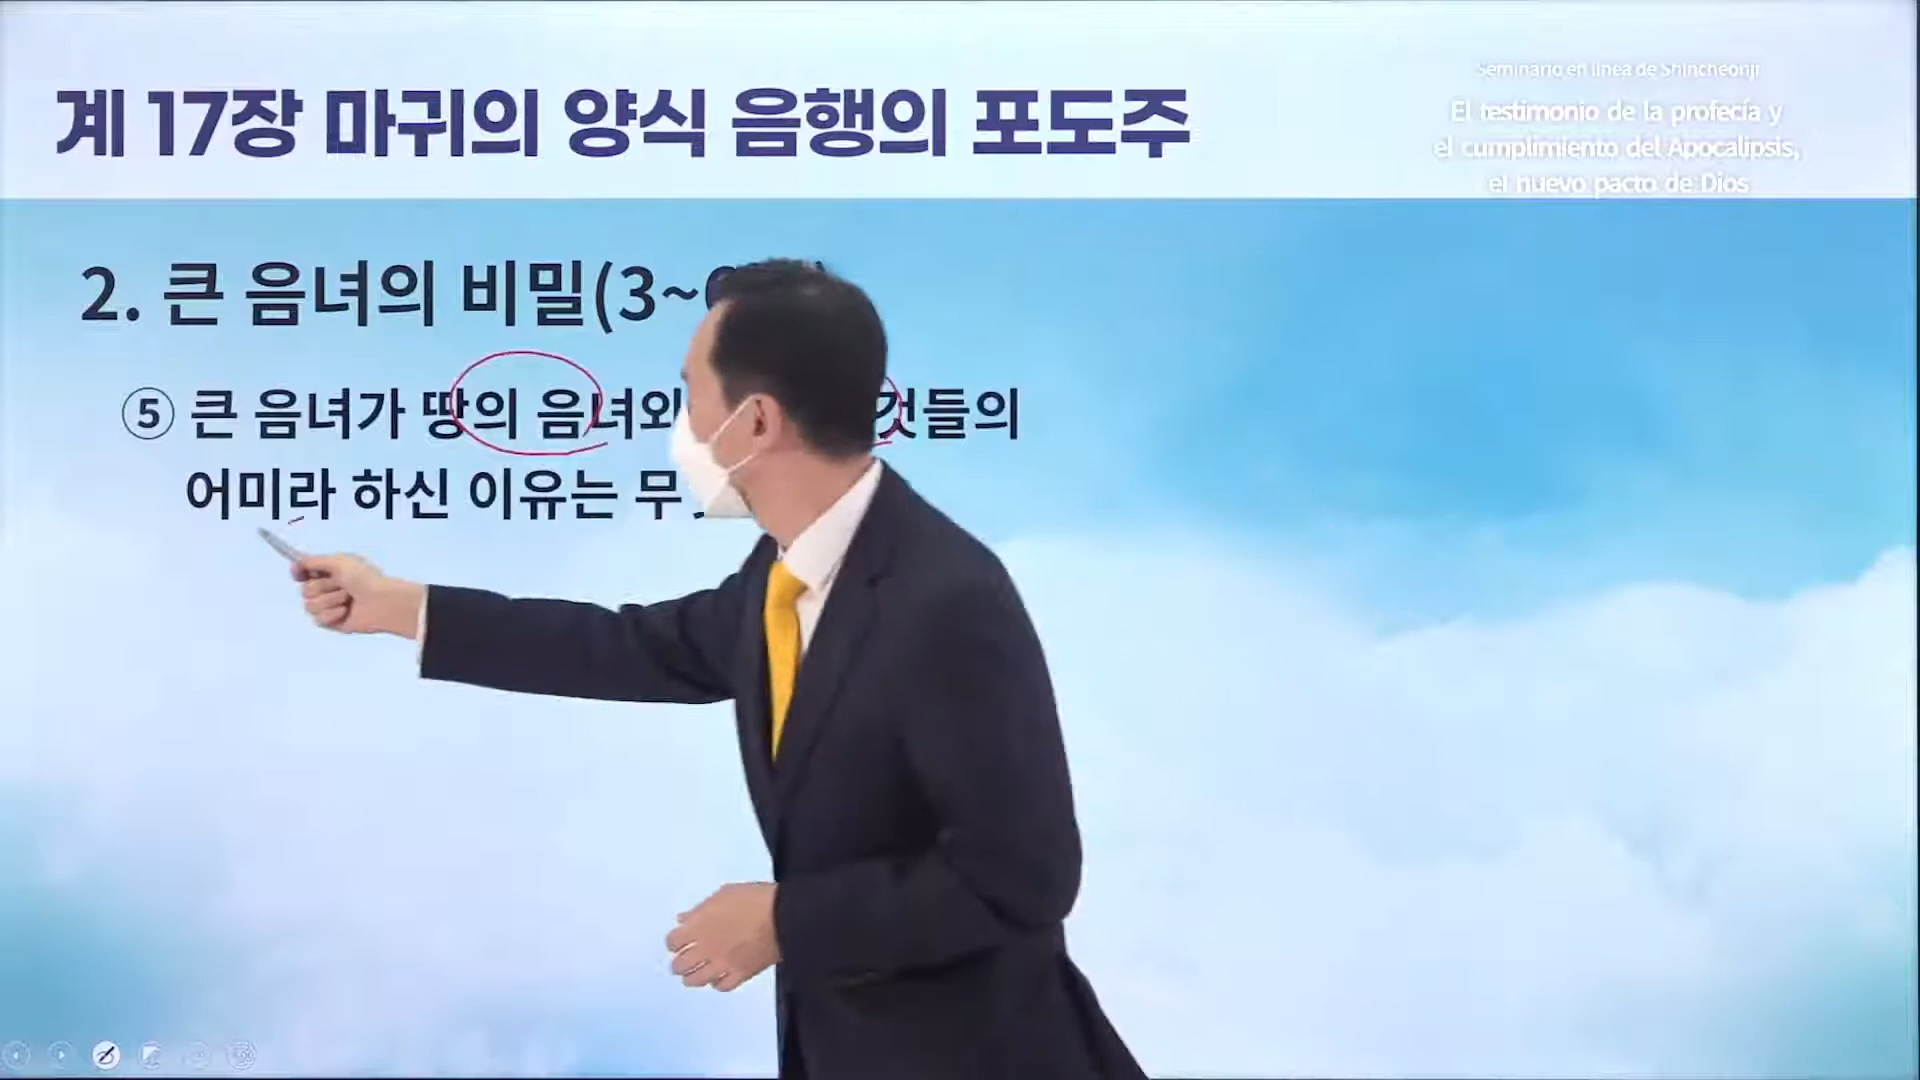 계 17장 마귀의 양식 음행의 포도주
Seminario en línea de Shincheonji
El testimonio de la profecía y
el cumplimiento del Apocalipsis,
el nuevo pacto de Dios
2. 큰 음녀의 비밀(3~
⑤ 큰 음녀가 땅의 음녀와 것들의
어미라 하신 이유는